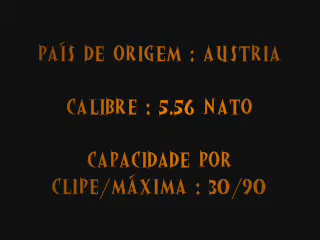 PAÍS DE ORIGEM : AUSTRIA
CALIBRE : 5.56 NATO
CAPACIDADE POR
CLIPE/MÁXIMA : 30/90